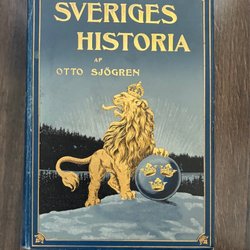 SVERIGES
HISTORIA
AF
OTTO SJÖGREN